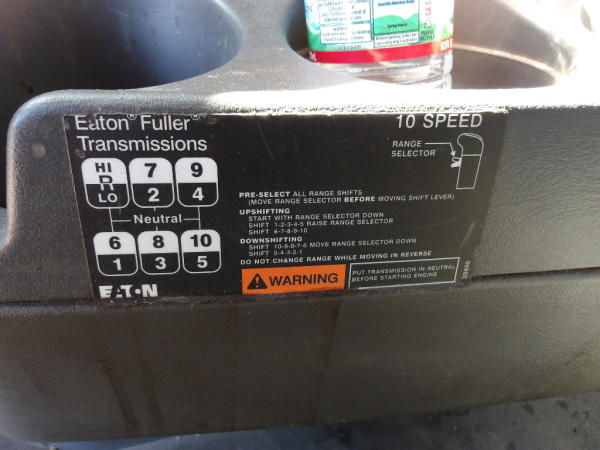 Eaton® Fuller®
Transmissions
10 SPEED
RANGE
SELECTOR
HI
R
LO
7
2
9
4
Neutral
6
1
8
3
10
5
PRE-SELECT ALL RANGE SHIFTS
(MOVE RANGE SELECTOR BEFORE MOVING SHIFT LEVER)
UPSHIFTING
START WITH RANGE SELECTOR DOWN
SHIFT 1-2-3-4-5 RAISE RANGE SELECTOR
SHIFT 6-7-8-9-10
DOWNSHIFTING
SHIFT 10-9-8-7-6 MOVE RANGE SELECTOR DOWN
SHIFT 5-4-3-2-1
DO NOT CHANGE RANGE WHILE MOVING IN REVERSE
WARNING
PUT TRANSMISSION IN NEUTRAL
BEFORE STARTING ENGINE
EATON